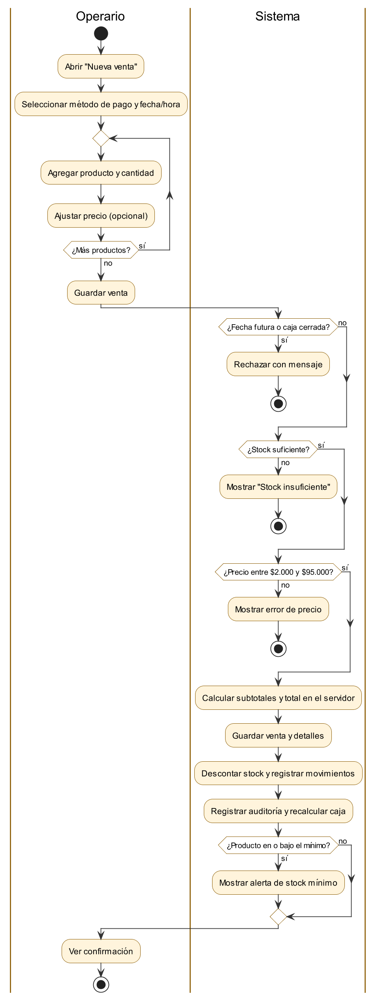 Operario
Sistema
Abrir "Nueva venta"
Seleccionar método de pago y fecha/hora
Agregar producto y cantidad
Ajustar precio (opcional)
¿Más productos?
sí
no
Guardar venta
¿Fecha futura o caja cerrada?
no
sí
Rechazar con mensaje
¿Stock suficiente?
sí
no
Mostrar "Stock insuficiente"
¿Precio entre $2.000 y $95.000?
sí
no
Mostrar error de precio
Calcular subtotales y total en el servidor
Guardar venta y detalles
Descontar stock y registrar movimientos
Registrar auditoría y recalcular caja
¿Producto en o bajo el mínimo?
no
sí
Mostrar alerta de stock mínimo
Ver confirmación